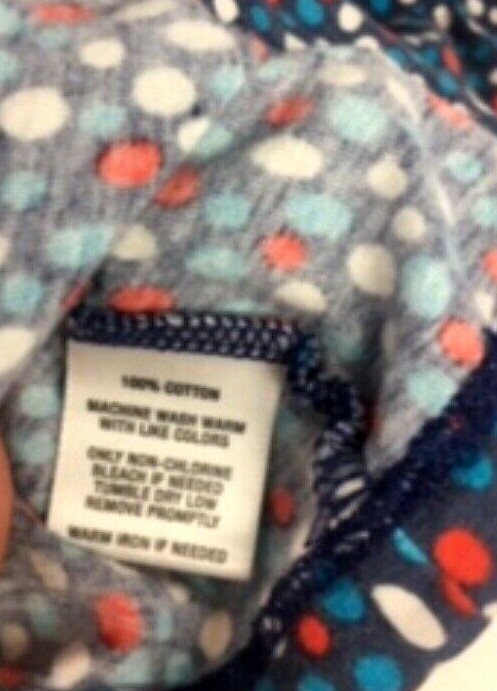 100% COTTON
MACHINE WASH WARM
WITH LIKE COLORS
ONLY NON-CHLORINE
BLEACH IF NEEDED
TUMBLE DRY LOW
REMOVE PROMPTLY
WARM IRON IF NEEDED